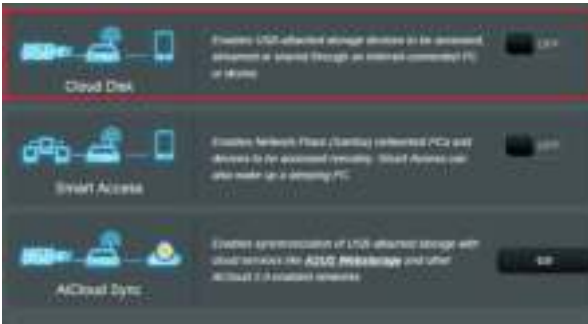 Enables USB-attached storage devices to be accessed,
streamed or shared through an Internet-connected PC
or device.
OFF
Cloud Disk
Enables Network Place (Samba) networked PCs and
devices to be accessed remotely. Smart Access can
also wake up a sleeping PC.
OFF
Smart Access
Enables synchronization of USB-attached storage with
cloud services like ASUS Webstorage and other
AiCloud 2.0-enabled networks.
AiCloud Sync